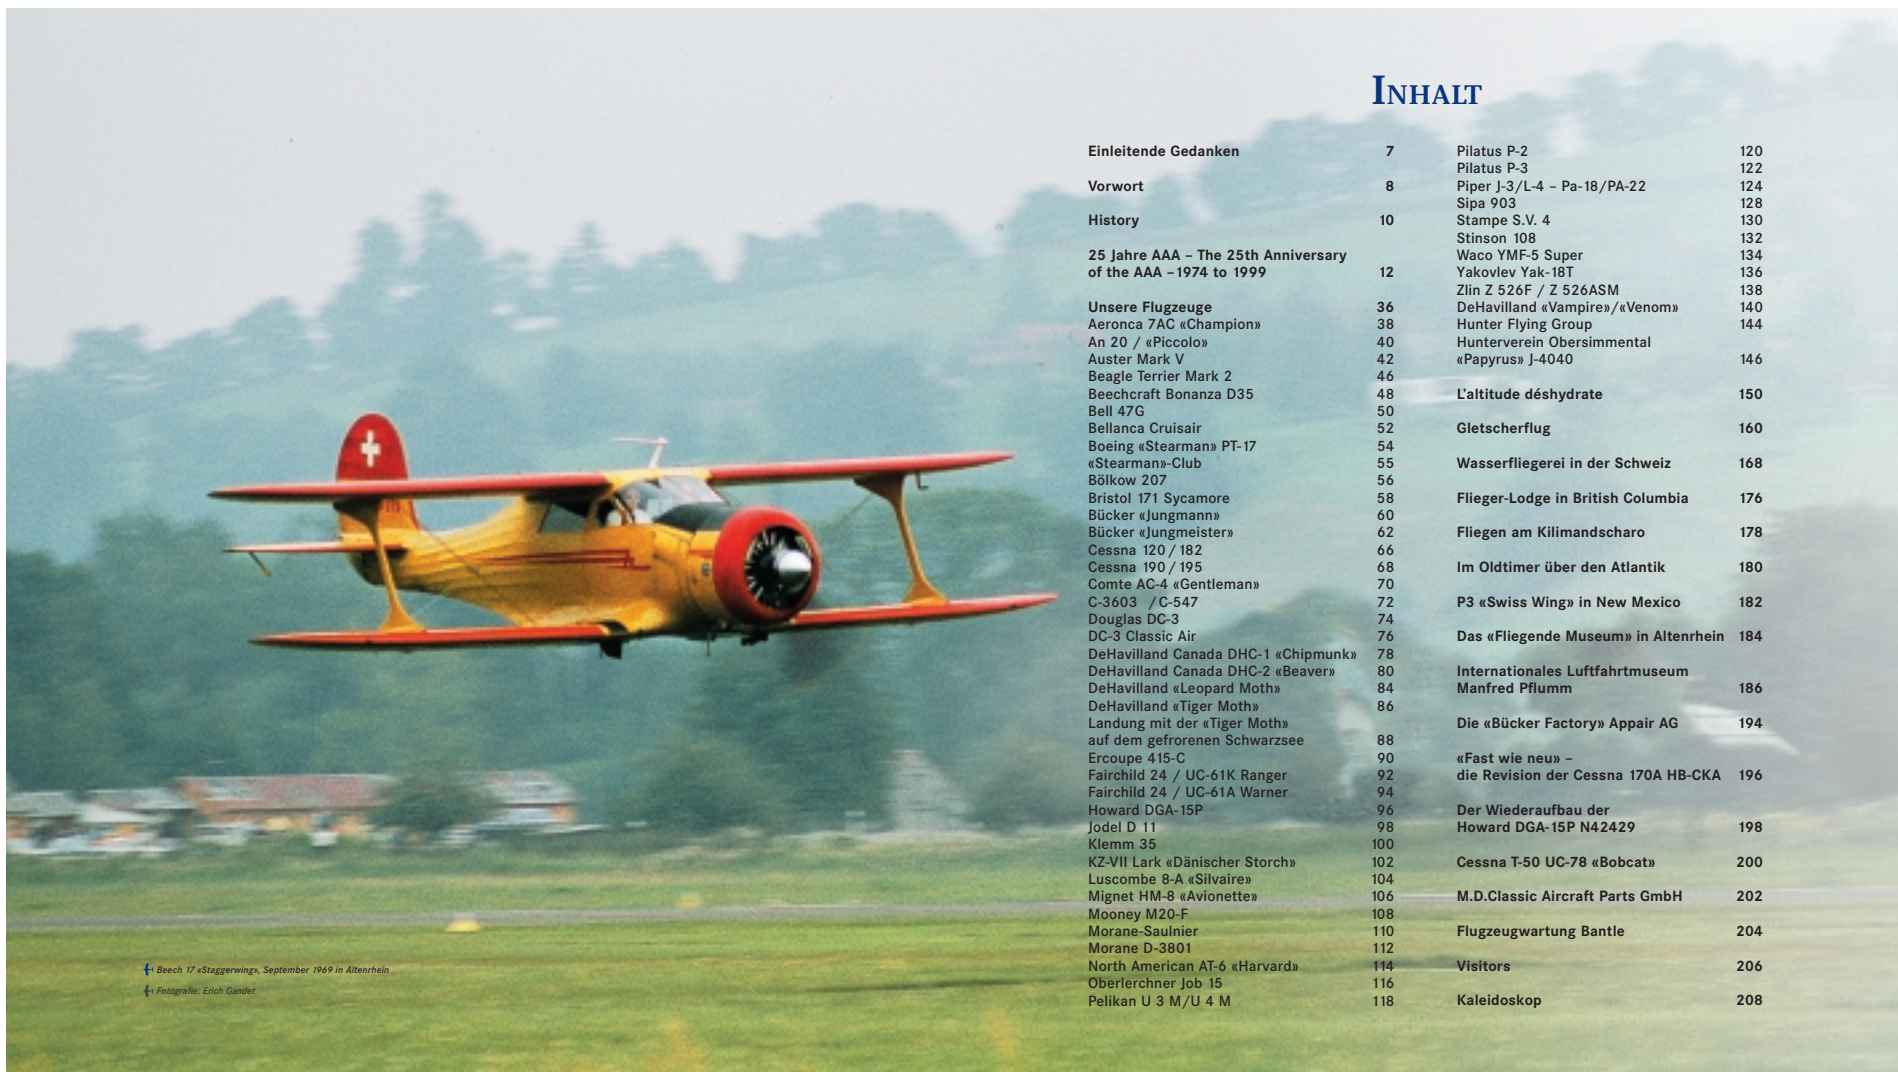 INHALT
Einleitende Gedanken 7
Vorwort 8
History 10
25 Jahre AAA – The 25th Anniversary
of the AAA –1974 to 1999 12
Unsere Flugzeuge 36
Aeronca 7AC «Champion» 38
An 20 / «Piccolo» 40
Auster Mark V 42
Beagle Terrier Mark 2 46
Beechcraft Bonanza D35 48
Bell 47G 50
Bellanca Cruisair 52
Boeing «Stearman» PT-17 54
«Stearman»-Club 55
Bölkow 207 56
Bristol 171 Sycamore 58
Bücker «Jungmann» 60
Bücker «Jungmeister» 62
Cessna 120 / 182 66
Cessna 190 / 195 68
Comte AC-4 «Gentleman» 70
C-3603 / C-547 72
Douglas DC-3 74
DC-3 Classic Air 76
DeHavilland Canada DHC-1 «Chipmunk» 78
DeHavilland Canada DHC-2 «Beaver» 80
DeHavilland «Leopard Moth» 84
DeHavilland «Tiger Moth» 86
Landung mit der «Tiger Moth»
auf dem gefrorenen Schwarzsee 88
Ercoupe 415-C 90
Fairchild 24 / UC-61K Ranger 92
Fairchild 24 / UC-61A Warner 94
Howard DGA-15P 96
Jodel D 11 98
Klemm 35 100
KZ-VII Lark «Dänischer Storch» 102
Luscombe 8-A «Silvaire» 104
Mignet HM-8 «Avionette» 106
Mooney M20-F 108
Morane-Saulnier 110
Morane D-3801 112
North American AT-6 «Harvard» 114
Oberlerchner Job 15 116
Pelikan U 3 M/U 4 M 118
Pilatus P-2 120
Pilatus P-3 122
Piper J-3/L-4 – Pa-18/PA-22 124
Sipa 903 128
Stampe S.V. 4 130
Stinson 108 132
Waco YMF-5 Super 134
Yakovlev Yak-18T 136
Zlin Z 526F / Z 526ASM 138
DeHavilland «Vampire»/«Venom» 140
Hunter Flying Group 144
Hunterverein Obersimmental
«Papyrus» J-4040 146
L'altitude déshydrate 150
Gletscherflug 160
Wasserfliegerei in der Schweiz 168
Flieger-Lodge in British Columbia 176
Fliegen am Kilimandscharo 178
Im Oldtimer über den Atlantik 180
P3 «Swiss Wing» in New Mexico 182
Das «Fliegende Museum» in Altenrhein 184
Internationales Luftfahrtmuseum
Manfred Pflumm 186
Die «Bücker Factory» Appair AG 194
«Fast wie neu» –
die Revision der Cessna 170A HB-CKA 196
Der Wiederaufbau der
Howard DGA-15P N42429 198
Cessna T-50 UC-78 «Bobcat» 200
M.D.Classic Aircraft Parts GmbH 202
Flugzeugwartung Bantle 204
Visitors 206
Kaleidoskop 208
Beech 17 «Staggerwing», September 1969 in Altenrhein
Fotografie: Erich Gandet